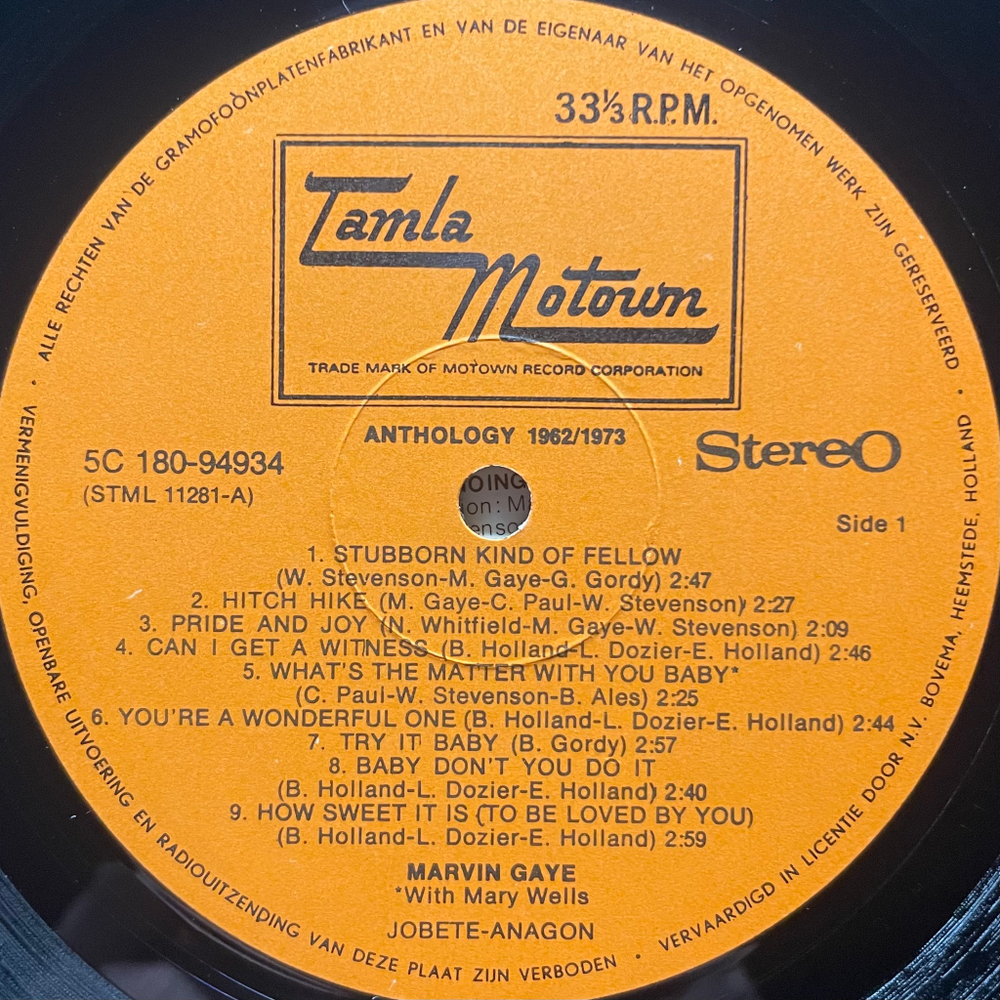 ALLE RECHTEN VAN DE GRAMOFOONPLATENFABRIKANT EN VAN DE EIGENAAR VAN HET OPGENOMEN WERK ZIJN GERESERVEERD •
33⅓ R.P.M.
Tamla
Motown
TRADE MARK OF MOTOWN RECORD CORPORATION
ANTHOLOGY 1962/1973
5C 180-94934
(STML 11281-A)
Stereo
Side 1
OING
on: M
enso
1. STUBBORN KIND OF FELLOW
(W. Stevenson-M. Gaye-G. Gordy) 2:47
2. HITCH HIKE (M. Gaye-C. Paul-W. Stevenson) 2:27
3. PRIDE AND JOY (N. Whitfield-M. Gaye-W. Stevenson) 2:09
4. CAN I GET A WITNESS (B. Holland-L. Dozier-E. Holland) 2:46
5. WHAT'S THE MATTER WITH YOU BABY*
(C. Paul-W. Stevenson-B. Ales) 2:25
6. YOU'RE A WONDERFUL ONE (B. Holland-L. Dozier-E. Holland) 2:44
7. TRY IT BABY (B. Gordy) 2:57
8. BABY DON'T YOU DO IT
(B. Holland-L. Dozier-E. Holland) 2:40
9. HOW SWEET IT IS (TO BE LOVED BY YOU)
(B. Holland-L. Dozier-E. Holland) 2:59
MARVIN GAYE
*With Mary Wells
JOBETE-ANAGON
VERMENIGVULDIGING, OPENBARE UITVOERING EN RADIOUITZENDING VAN DEZE PLAAT ZIJN VERBODEN •
VERVAARDIGD IN LICENTIE DOOR N.V. BOVEMA, HEEMSTEDE, HOLLAND •